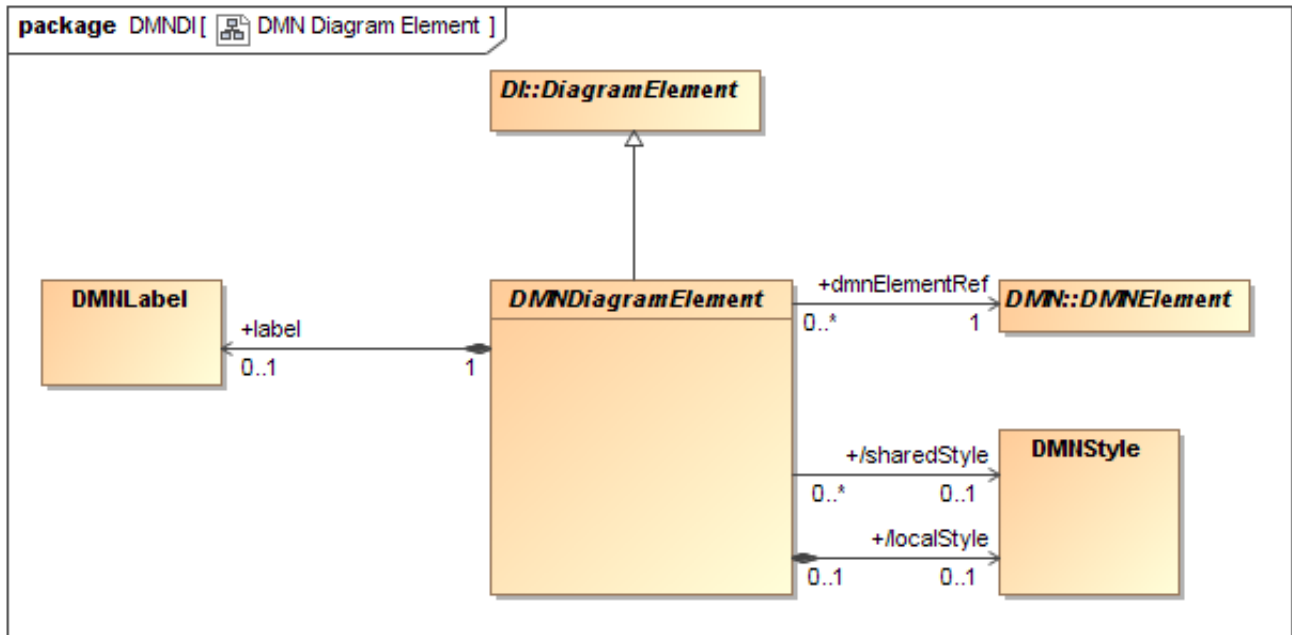 package DMNDI [ DMN Diagram Element ]
DI::DiagramElement
DMNLabel
+label
0..1
1
DMNDiagramElement
+dmnElementRef
0..*
1
DMN::DMNElement
+/sharedStyle
0..*
0..1
+/localStyle
0..1
0..1
DMNStyle